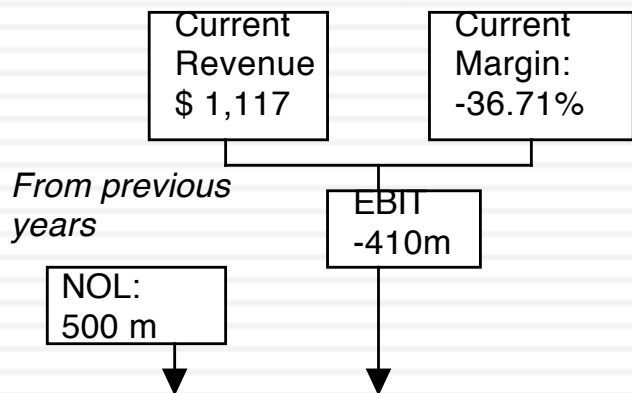 Current
Revenue
$ 1,117
Current
Margin:
-36.71%
From previous
years
EBIT
-410m
NOL:
500 m